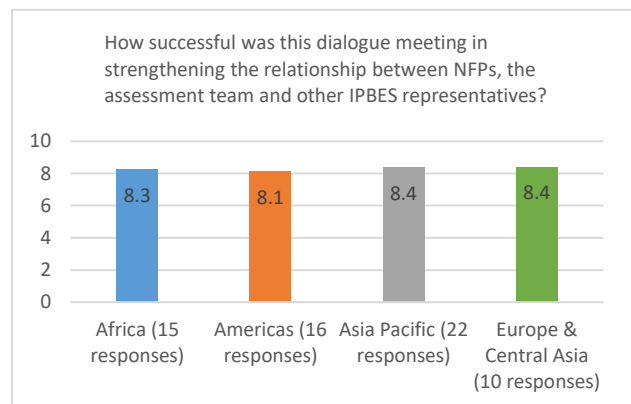 How successful was this dialogue meeting in
strengthening the relationship between NFPs, the
assessment team and other IPBES representatives?
10
8
6
4
2
0
8.3
8.1
8.4
8.4
Africa (15
responses)
Americas (16
responses)
Asia Pacific (22
responses)
Europe &
Central Asia
(10 responses)